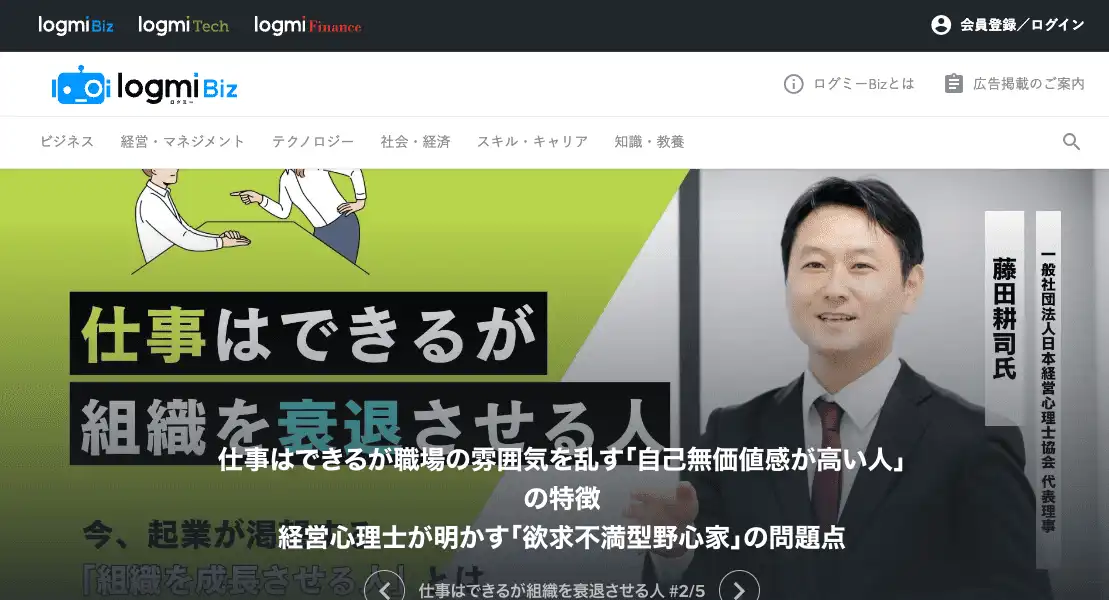 logmi Biz
logmi Tech
logmi Finance
会員登録／ログイン
logmi Biz
ログミー
ログミーBizとは
広告掲載のご案内
ビジネス
経営・マネジメント
テクノロジー
社会・経済
スキル・キャリア
知識・教養
仕事はできるが
組織を衰退させる人
藤田耕司氏
一般社団法人日本経営心理士協会 代表理事
仕事はできるが職場の雰囲気を乱す「自己無価値感が高い人」
の特徴
経営心理士が明かす「欲求不満型野心家」の問題点
今、起業が渇
「組織を成長させる人」とは
仕事はできるが組織を衰退させる人 #2/5